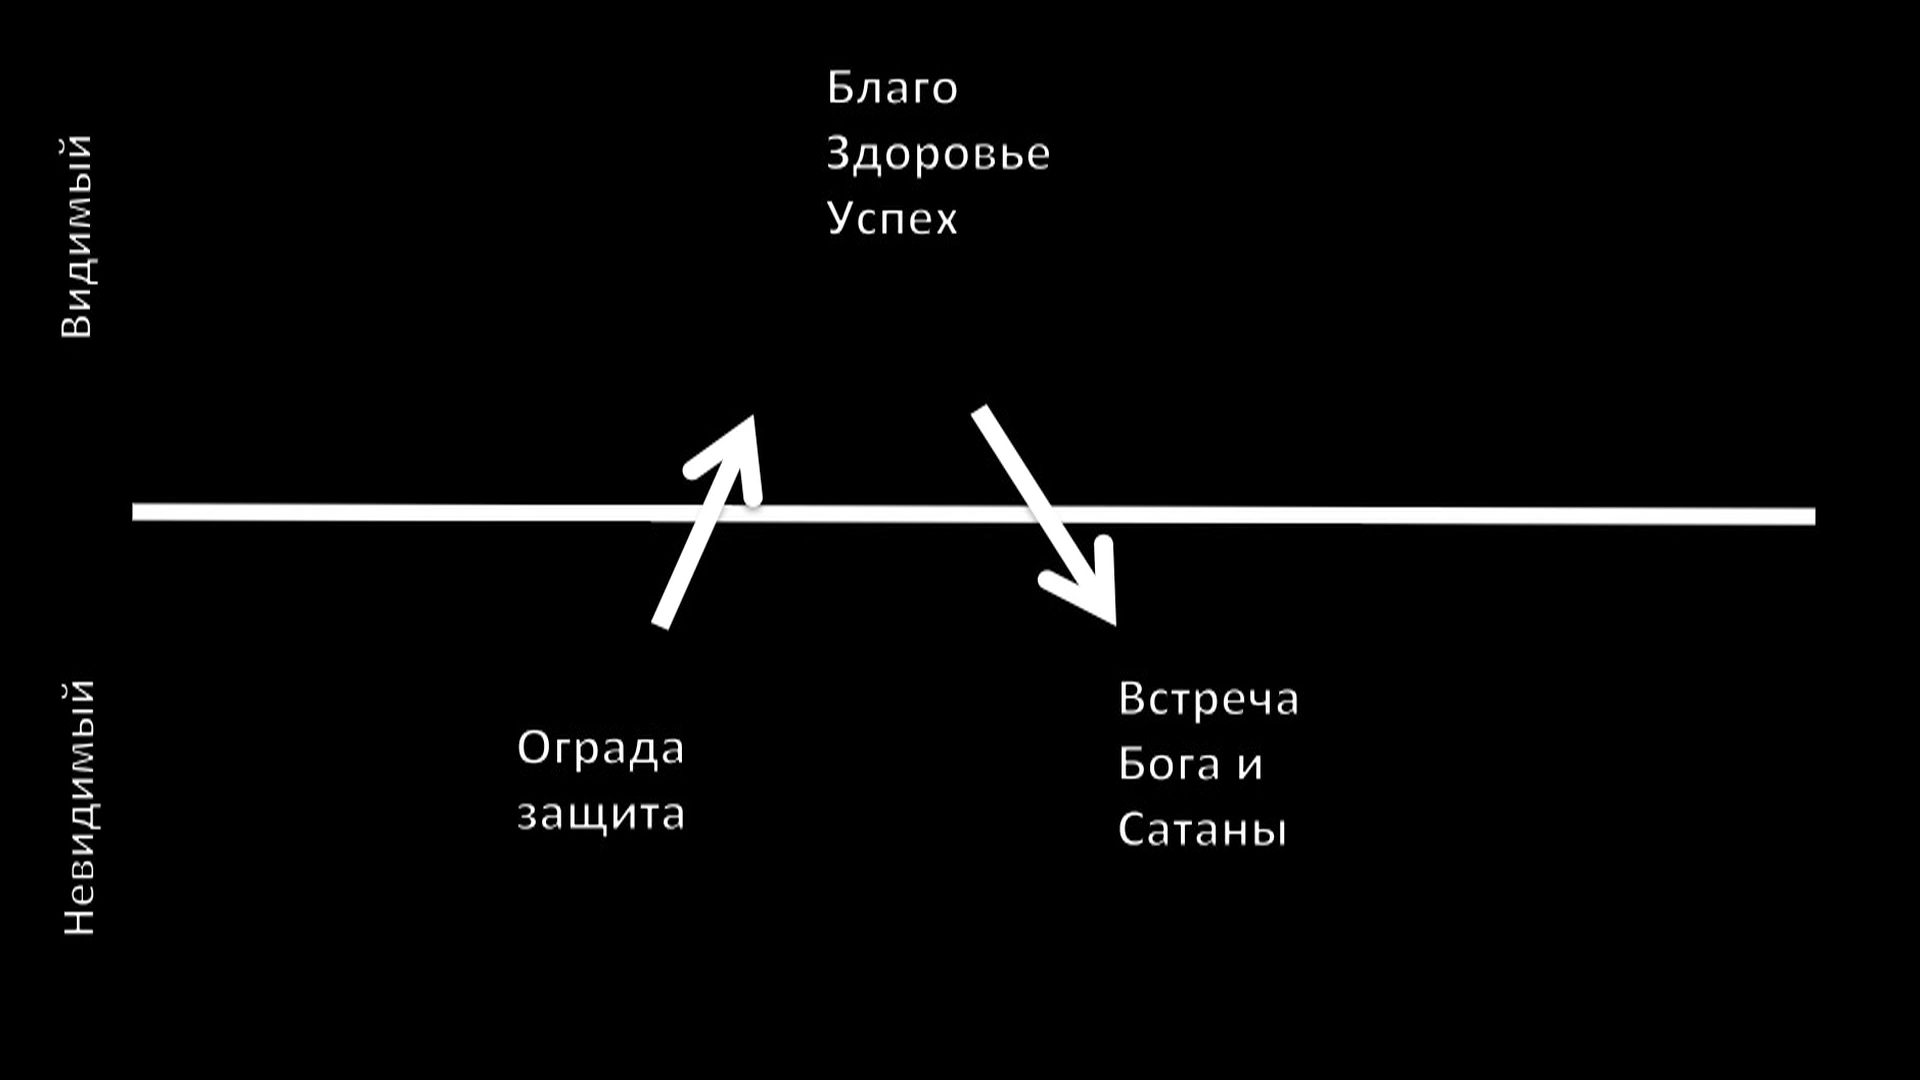 Видимый
Благо
Здоровье
Успех
Невидимый
Ограда
защита
Встреча
Бога и
Сатаны